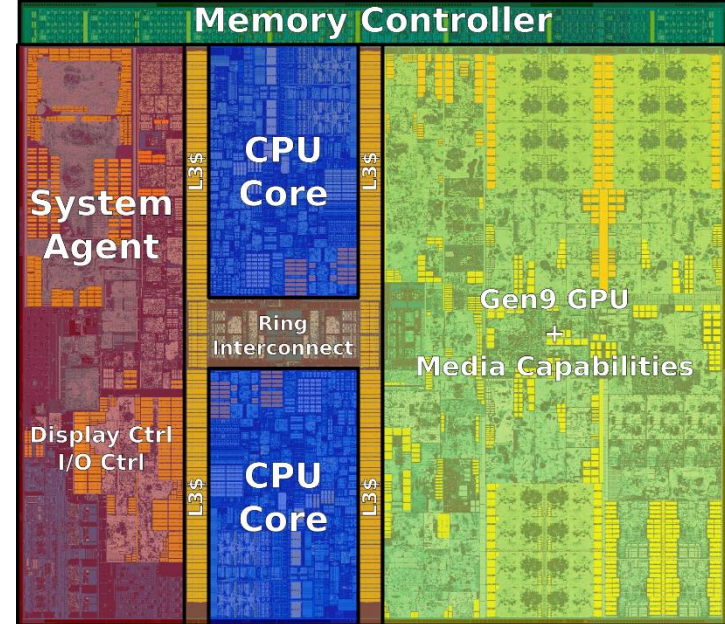 Memory Controller
System
Agent
Display Ctrl
I/O Ctrl
L3$
L3$
CPU
Core
Ring
Interconnect
CPU
Core
L3$
L3$
Gen9 GPU
+
Media Capabilities